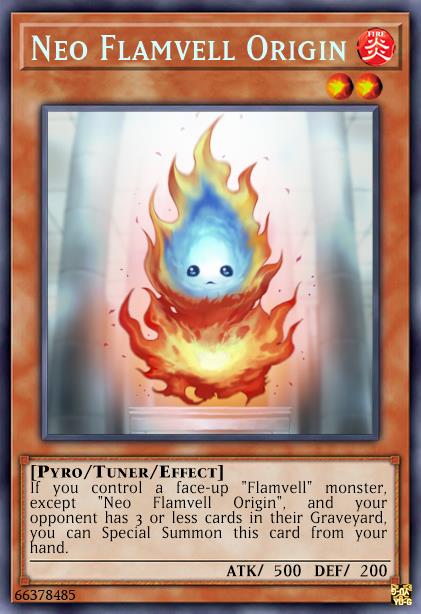 Neo Flamvell Origin
FIRE
炎
[Pyro/Tuner/Effect]
If you control a face-up "Flamvell" monster,
except "Neo Flamvell Origin", and your
opponent has 3 or less cards in their Graveyard,
you can Special Summon this card from your
hand.
ATK/ 500 DEF/ 200
66378485